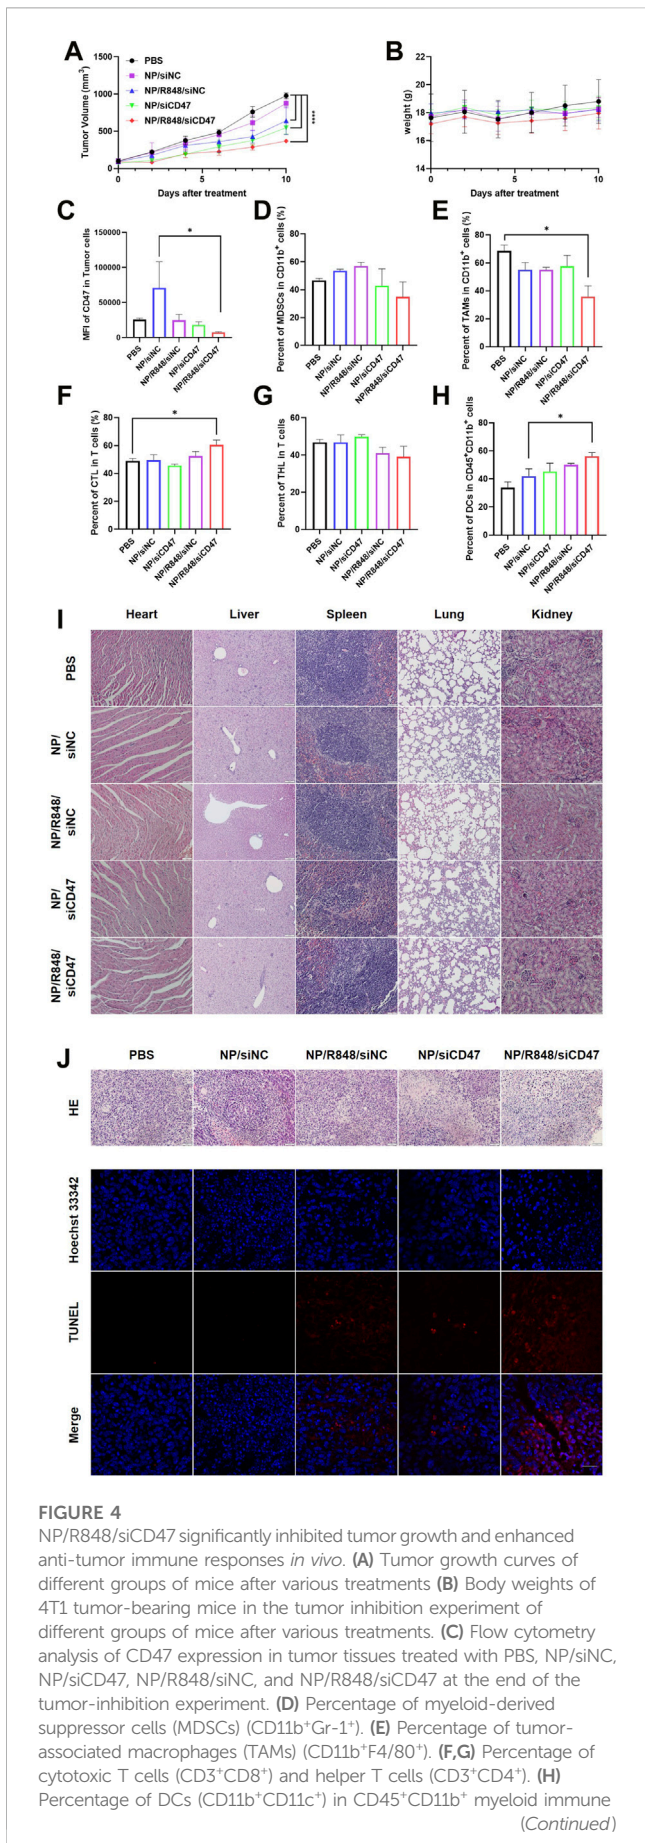 A
PBS
NP/siNC
NP/R848/siNC
NP/siCD47
NP/R848/siCD47
Tumor Volume (mm³)
1500
1000
500
0
0
5
10
Days after treatment
****
B
weight (g)
22
20
18
16
14
0
5
10
Days after treatment
C
MFI of CD47 in Tumor cells
150000
100000
50000
0
*
PBS
NP/siNC
NP/R848/siNC
NP/siCD47
NP/R848/siCD47
D
Percent of MDSCs in CD11b⁺ cells (%)
80
60
40
20
0
PBS
NP/siNC
NP/R848/siNC
NP/siCD47
NP/R848/siCD47
E
Percent of TAMs in CD11b⁺ cells (%)
80
60
40
20
0
*
PBS
NP/siNC
NP/R848/siNC
NP/siCD47
NP/R848/siCD47
F
Percent of CTL in T cells (%)
80
60
40
20
0
*
PBS
NP/siNC
NP/siCD47
NP/R848/siNC
NP/R848/siCD47
G
Percent of THL in T cells
60
40
20
0
PBS
NP/siNC
NP/siCD47
NP/R848/siNC
NP/R848/siCD47
H
Percent of DCs in CD45⁺CD11b⁺ cells (%)
80
60
40
20
0
*
PBS
NP/siNC
NP/siCD47
NP/R848/siNC
NP/R848/siCD47
I
Heart
Liver
Spleen
Lung
Kidney
PBS
NP/
siNC
NP/R848/
siNC
NP/
siCD47
NP/R848/
siCD47
J
PBS
NP/siNC
NP/R848/siNC
NP/siCD47
NP/R848/siCD47
HE
Hoechst 33342
TUNEL
Merge
FIGURE 4
NP/R848/siCD47 significantly inhibited tumor growth and enhanced
anti-tumor immune responses in vivo. (A) Tumor growth curves of
different groups of mice after various treatments (B) Body weights of
4T1 tumor-bearing mice in the tumor inhibition experiment of
different groups of mice after various treatments. (C) Flow cytometry
analysis of CD47 expression in tumor tissues treated with PBS, NP/siNC,
NP/siCD47, NP/R848/siNC, and NP/R848/siCD47 at the end of the
tumor-inhibition experiment. (D) Percentage of myeloid-derived
suppressor cells (MDSCs) (CD11b⁺Gr-1⁺). (E) Percentage of tumor-
associated macrophages (TAMs) (CD11b⁺F4/80⁺). (F,G) Percentage of
cytotoxic T cells (CD3⁺CD8⁺) and helper T cells (CD3⁺CD4⁺). (H)
Percentage of DCs (CD11b⁺CD11c⁺) in CD45⁺CD11b⁺ myeloid immune
(Continued)